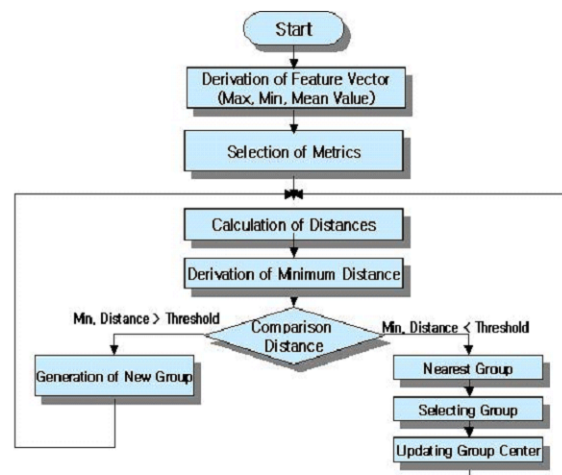 Start
Derivation of Feature Vector
(Max, Min, Mean Value)
Selection of Metrics
Calculation of Distances
Derivation of Minimum Distance
Min. Distance > Threshold
Comparison
Distance
Min. Distance < Threshold
Generation of New Group
Nearest Group
Selecting Group
Updating Group Center